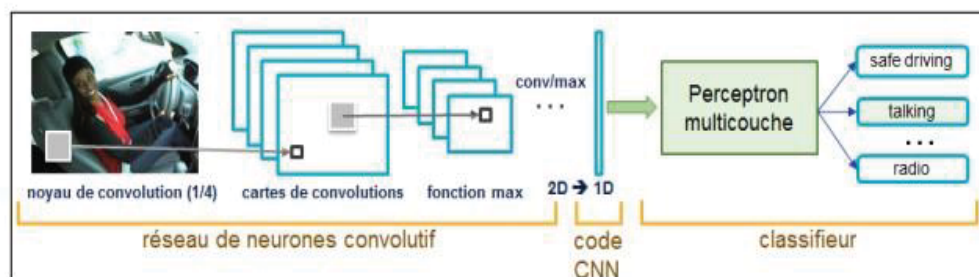 conv/max
...
Perceptron
multicouche
safe driving
talking
...
radio
noyau de convolution (1/4)
cartes de convolutions
fonction max
2D ➔ 1D
réseau de neurones convolutif
code
CNN
classifieur